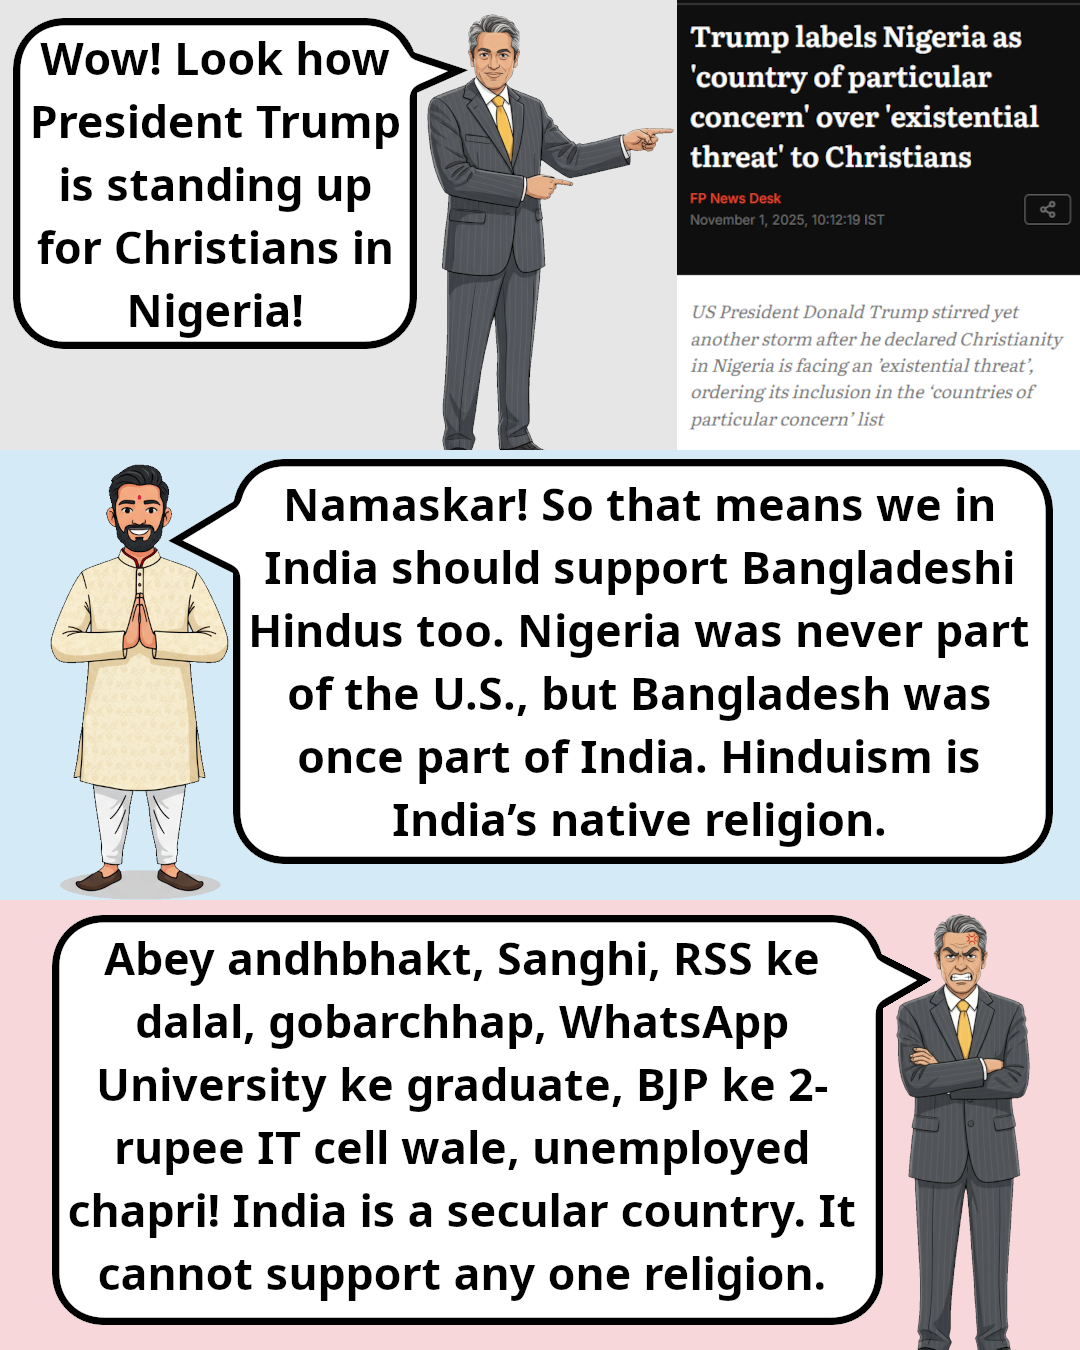 Wow! Look how
President Trump
is standing up
for Christians in
Nigeria!
Trump labels Nigeria as
'country of particular
concern' over 'existential
threat' to Christians
FP News Desk
November 1, 2025, 10:12:19 IST
US President Donald Trump stirred yet
another storm after he declared Christianity
in Nigeria is facing an 'existential threat',
ordering its inclusion in the ‘countries of
particular concern’ list
Namaskar! So that means we in
India should support Bangladeshi
Hindus too. Nigeria was never part
of the U.S., but Bangladesh was
once part of India. Hinduism is
India’s native religion.
Abey andhbhakt, Sanghi, RSS ke
dalal, gobarchhap, WhatsApp
University ke graduate, BJP ke 2-
rupee IT cell wale, unemployed
chapri! India is a secular country. It
cannot support any one religion.